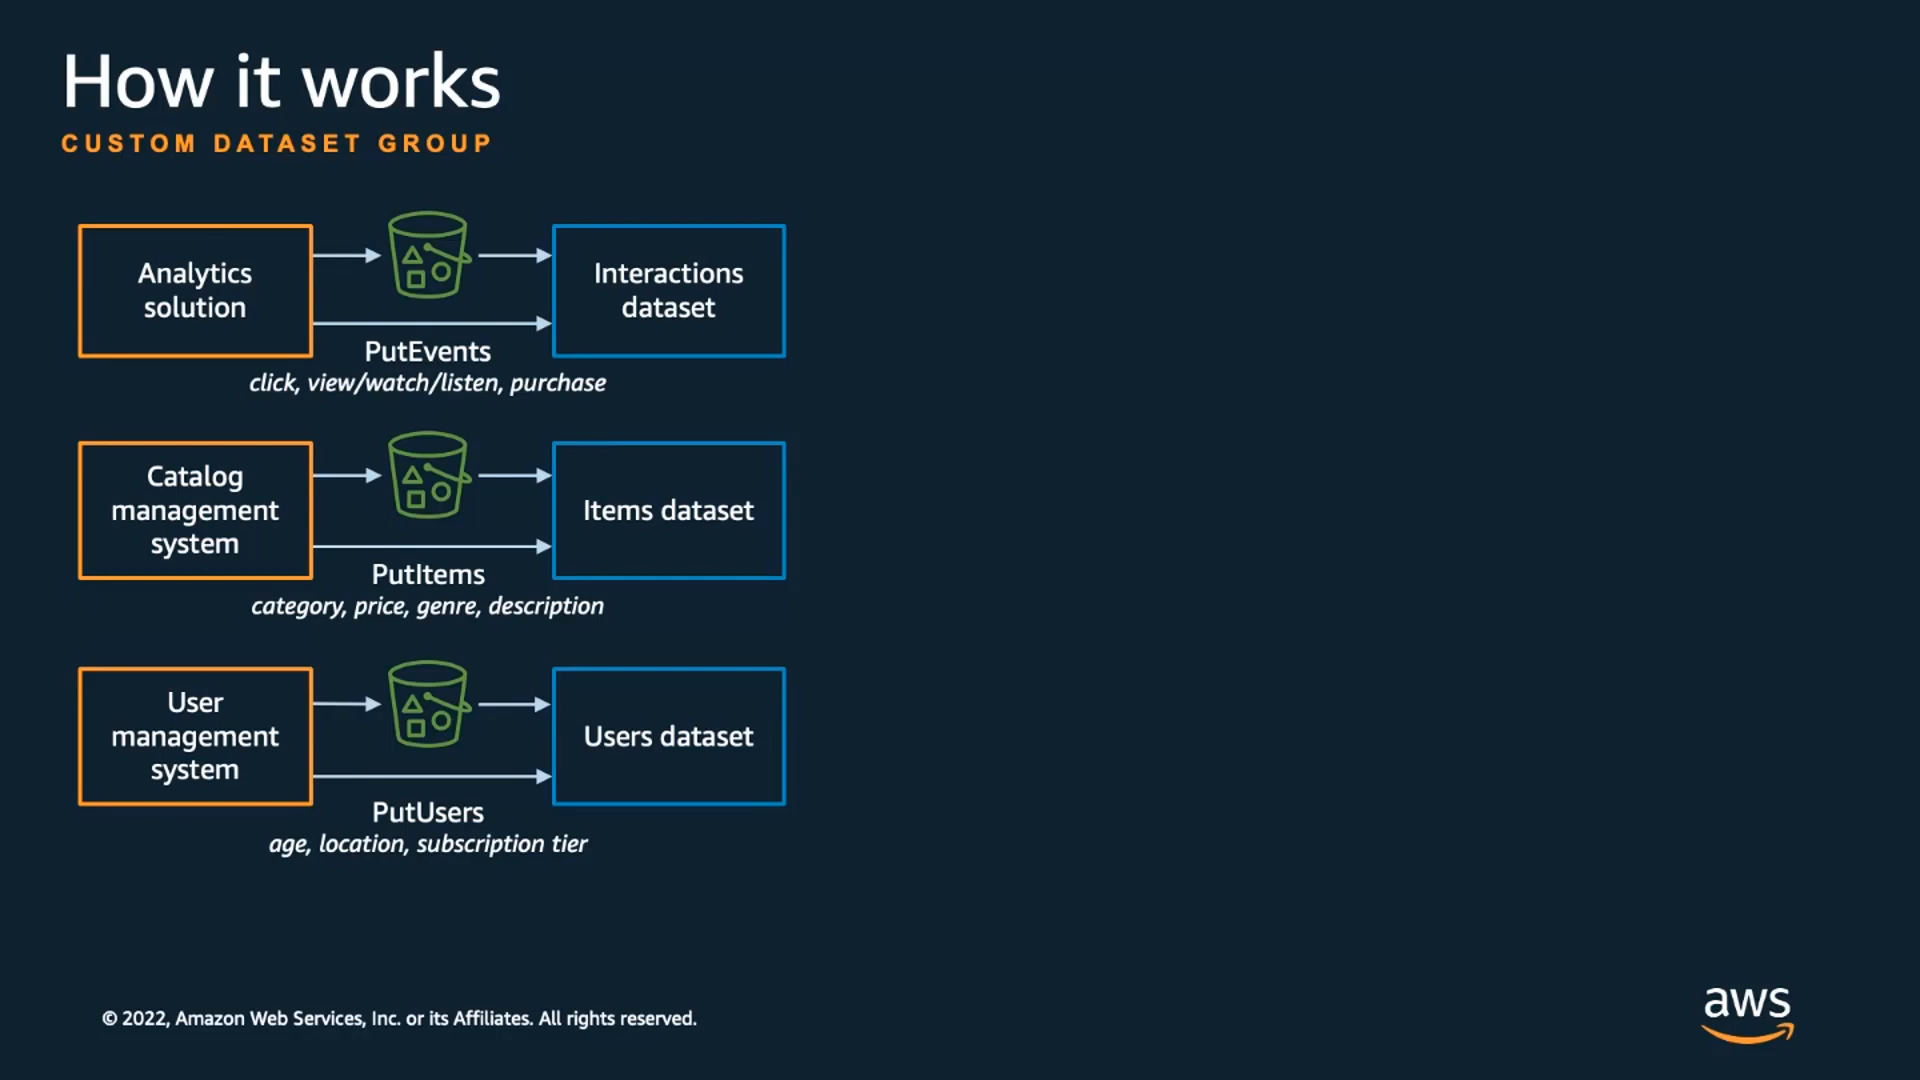 How it works
CUSTOM DATASET GROUP
Analytics
solution
Interactions
dataset
PutEvents
click, view/watch/listen, purchase
Catalog
management
system
Items dataset
PutItems
category, price, genre, description
User
management
system
Users dataset
PutUsers
age, location, subscription tier
© 2022, Amazon Web Services, Inc. or its Affiliates. All rights reserved.
aws